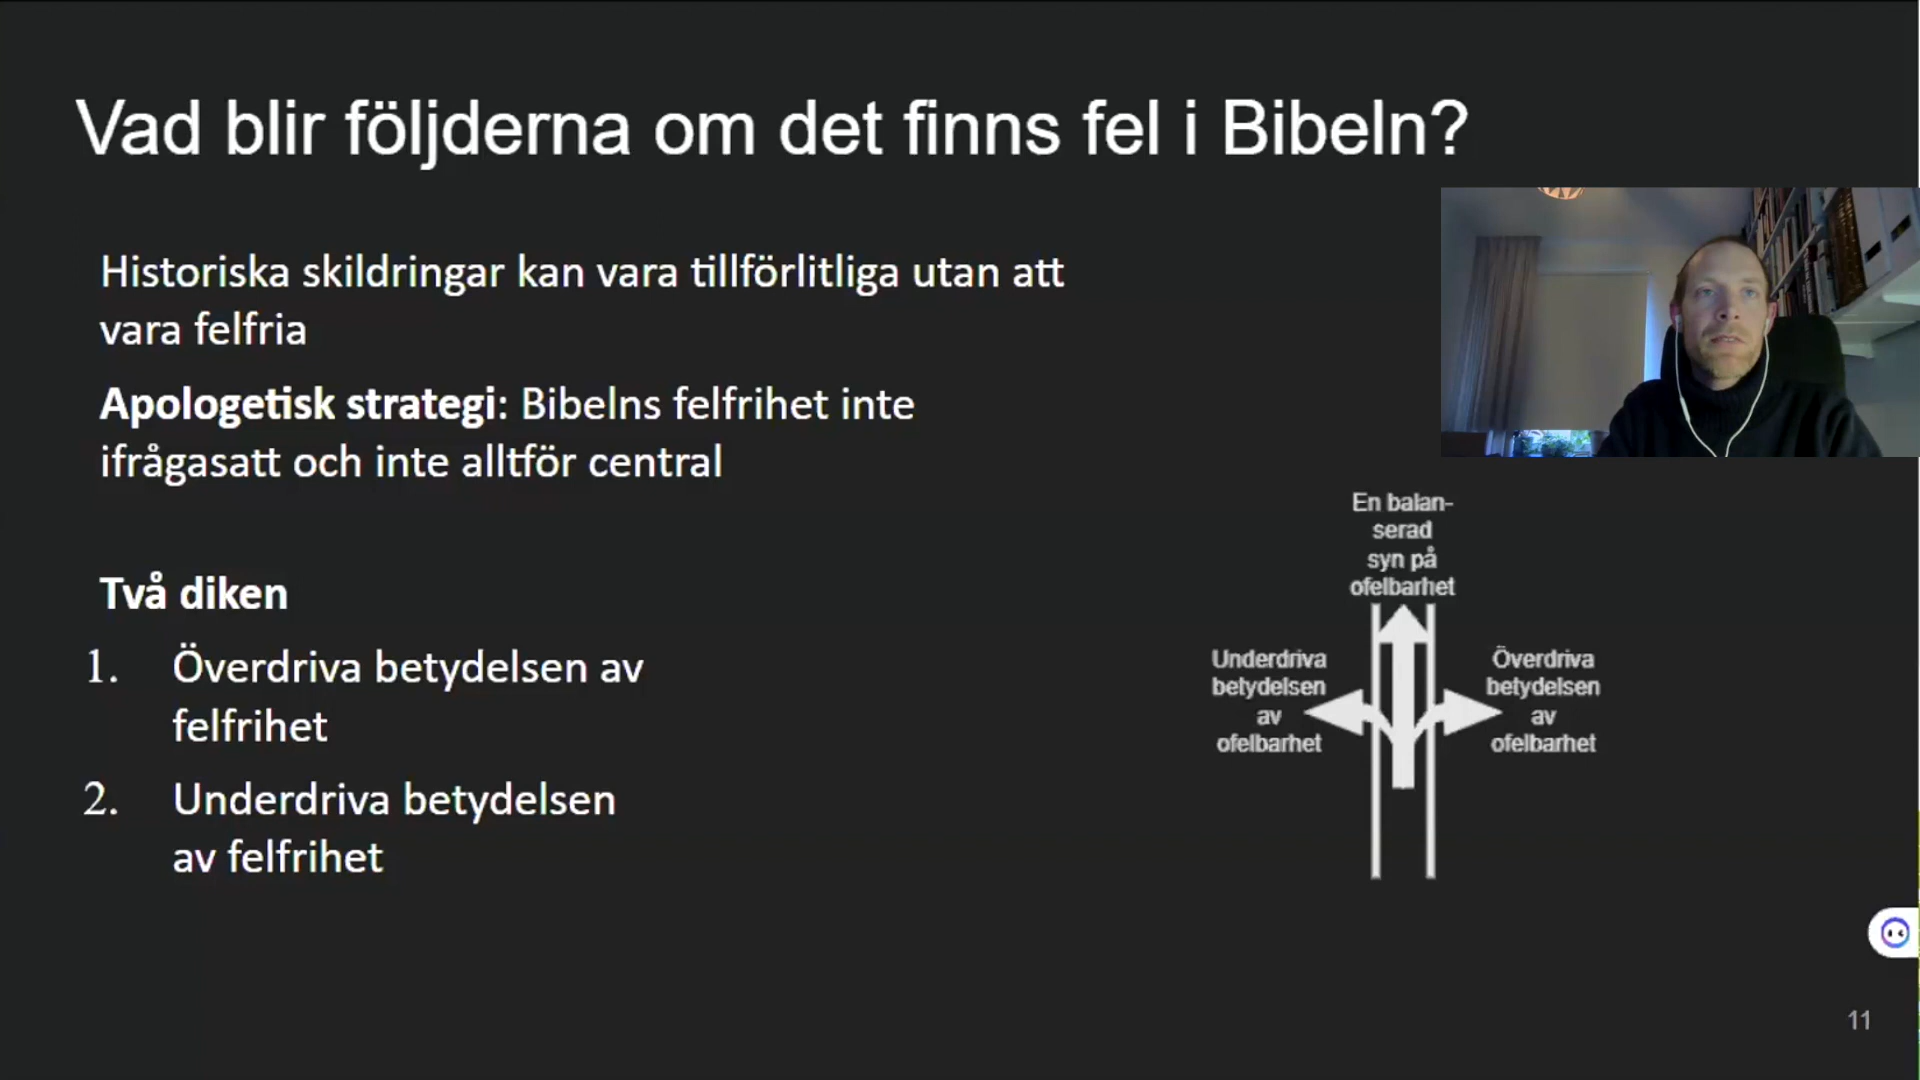 Vad blir följderna om det finns fel i Bibeln?
Historiska skildringar kan vara tillförlitliga utan att
vara felfria
Apologetisk strategi: Bibelns felfrihet inte
ifrågasatt och inte alltför central
Två diken
1. Överdriva betydelsen av
felfrihet
2. Underdriva betydelsen
av felfrihet
En balan-
serad
syn på
ofelbarhet
Underdriva
betydelsen
av
ofelbarhet
Överdriva
betydelsen
av
ofelbarhet
11